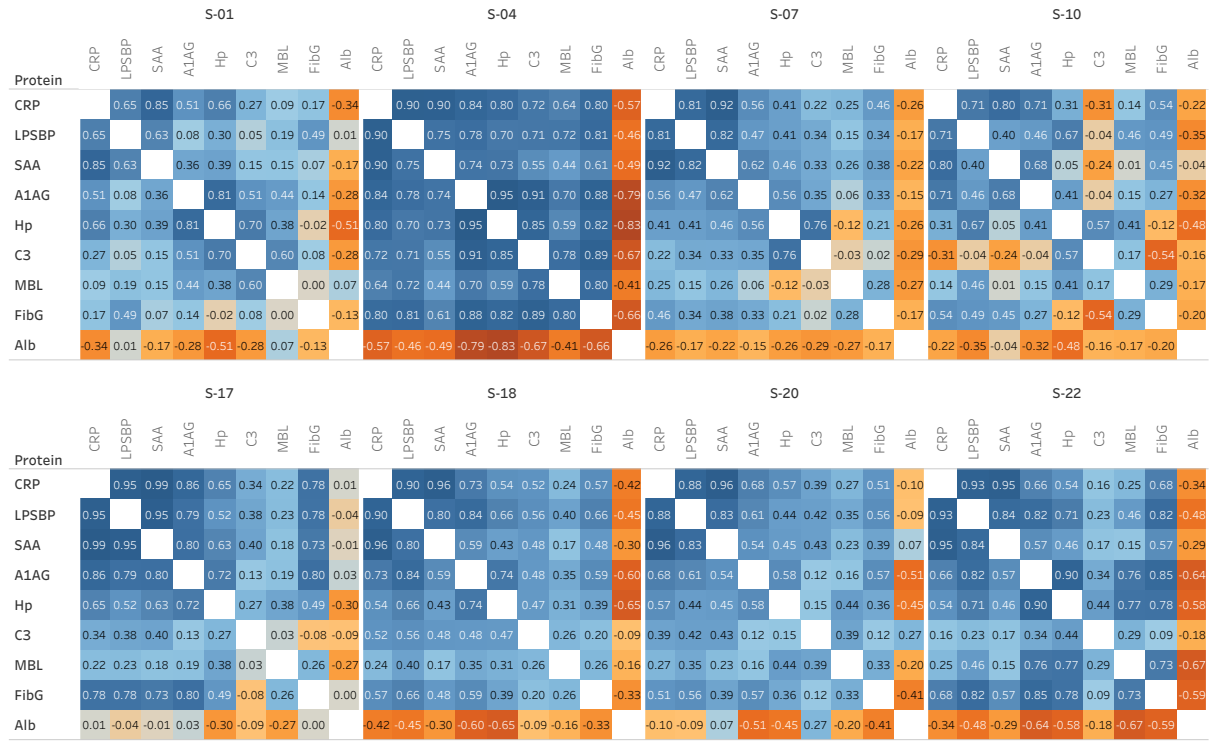 S-01 S-04 S-07 S-10
Protein CRP LPSBP SAA A1AG Hp C3 MBL FibG Alb CRP LPSBP SAA A1AG Hp C3 MBL FibG Alb CRP LPSBP SAA A1AG Hp C3 MBL FibG Alb CRP LPSBP SAA A1AG Hp C3 MBL FibG Alb
CRP 0.65 0.85 0.51 0.66 0.27 0.09 0.17 -0.34 0.90 0.90 0.84 0.80 0.72 0.64 0.80 -0.57 0.81 0.92 0.56 0.41 0.22 0.25 0.46 -0.26 0.71 0.80 0.71 0.31 -0.31 0.14 0.54 -0.22
LPSBP 0.65 0.63 0.08 0.30 0.05 0.19 0.49 0.01 0.90 0.75 0.78 0.70 0.71 0.72 0.81 -0.46 0.81 0.82 0.47 0.41 0.34 0.15 0.34 -0.17 0.71 0.40 0.46 0.67 -0.04 0.46 0.49 -0.35
SAA 0.85 0.63 0.36 0.39 0.15 0.15 0.07 -0.17 0.90 0.75 0.74 0.73 0.55 0.44 0.61 -0.49 0.92 0.82 0.62 0.46 0.33 0.26 0.38 -0.22 0.80 0.40 0.68 0.05 -0.24 0.01 0.45 -0.04
A1AG 0.51 0.08 0.36 0.81 0.51 0.44 0.14 -0.28 0.84 0.78 0.74 0.95 0.91 0.70 0.88 -0.79 0.56 0.47 0.62 0.56 0.35 0.06 0.33 -0.15 0.71 0.46 0.68 0.41 -0.04 0.15 0.27 -0.32
Hp 0.66 0.30 0.39 0.81 0.70 0.38 -0.02 -0.51 0.80 0.70 0.73 0.95 0.85 0.59 0.82 -0.83 0.41 0.41 0.46 0.56 0.76 -0.12 0.21 -0.26 0.31 0.67 0.05 0.41 0.57 0.41 -0.12 -0.48
C3 0.27 0.05 0.15 0.51 0.70 0.60 0.08 -0.28 0.72 0.71 0.55 0.91 0.85 0.78 0.89 -0.67 0.22 0.34 0.33 0.35 0.76 -0.03 0.02 -0.29 -0.31 -0.04 -0.24 -0.04 0.57 0.17 -0.54 -0.16
MBL 0.09 0.19 0.15 0.44 0.38 0.60 0.00 0.07 0.64 0.72 0.44 0.70 0.59 0.78 0.80 -0.41 0.25 0.15 0.26 0.06 -0.12 -0.03 0.28 -0.27 0.14 0.46 0.01 0.15 0.41 0.17 0.29 -0.17
FibG 0.17 0.49 0.07 0.14 -0.02 0.08 0.00 -0.13 0.80 0.81 0.61 0.88 0.82 0.89 0.80 -0.66 0.46 0.34 0.38 0.33 0.21 0.02 0.28 -0.17 0.54 0.49 0.45 0.27 -0.12 -0.54 0.29 -0.20
Alb -0.34 0.01 -0.17 -0.28 -0.51 -0.28 0.07 -0.13 -0.57 -0.46 -0.49 -0.79 -0.83 -0.67 -0.41 -0.66 -0.26 -0.17 -0.22 -0.15 -0.26 -0.29 -0.27 -0.17 -0.22 -0.35 -0.04 -0.32 -0.48 -0.16 -0.17 -0.20
S-17 S-18 S-20 S-22
Protein CRP LPSBP SAA A1AG Hp C3 MBL FibG Alb CRP LPSBP SAA A1AG Hp C3 MBL FibG Alb CRP LPSBP SAA A1AG Hp C3 MBL FibG Alb CRP LPSBP SAA A1AG Hp C3 MBL FibG Alb
CRP 0.95 0.99 0.86 0.65 0.34 0.22 0.78 0.01 0.90 0.96 0.73 0.54 0.52 0.24 0.57 -0.42 0.88 0.96 0.68 0.57 0.39 0.27 0.51 -0.10 0.93 0.95 0.66 0.54 0.16 0.25 0.68 -0.34
LPSBP 0.95 0.95 0.79 0.52 0.38 0.23 0.78 -0.04 0.90 0.80 0.84 0.66 0.56 0.40 0.66 -0.45 0.88 0.83 0.61 0.44 0.42 0.35 0.56 -0.09 0.93 0.84 0.82 0.71 0.23 0.46 0.82 -0.48
SAA 0.99 0.95 0.80 0.63 0.40 0.18 0.73 -0.01 0.96 0.80 0.59 0.43 0.48 0.17 0.48 -0.30 0.96 0.83 0.54 0.45 0.43 0.23 0.39 0.07 0.95 0.84 0.57 0.46 0.17 0.15 0.57 -0.29
A1AG 0.86 0.79 0.80 0.72 0.13 0.19 0.80 0.03 0.73 0.84 0.59 0.74 0.48 0.35 0.59 -0.60 0.68 0.61 0.54 0.58 0.12 0.16 0.57 -0.51 0.66 0.82 0.57 0.90 0.34 0.76 0.85 -0.64
Hp 0.65 0.52 0.63 0.72 0.27 0.38 0.49 -0.30 0.54 0.66 0.43 0.74 0.47 0.31 0.39 -0.65 0.57 0.44 0.45 0.58 0.15 0.44 0.36 -0.45 0.54 0.71 0.46 0.90 0.44 0.77 0.78 -0.58
C3 0.34 0.38 0.40 0.13 0.27 0.03 -0.08 -0.09 0.52 0.56 0.48 0.48 0.47 0.26 0.20 -0.09 0.39 0.42 0.43 0.12 0.15 0.39 0.12 0.27 0.16 0.23 0.17 0.34 0.44 0.29 0.09 -0.18
MBL 0.22 0.23 0.18 0.19 0.38 0.03 0.26 -0.27 0.24 0.40 0.17 0.35 0.31 0.26 0.26 -0.16 0.27 0.35 0.23 0.16 0.44 0.39 0.33 -0.20 0.25 0.46 0.15 0.76 0.77 0.29 0.73 -0.67
FibG 0.78 0.78 0.73 0.80 0.49 -0.08 0.26 0.00 0.57 0.66 0.48 0.59 0.39 0.20 0.26 -0.33 0.51 0.56 0.39 0.57 0.36 0.12 0.33 -0.41 0.68 0.82 0.57 0.85 0.78 0.09 0.73 -0.59
Alb 0.01 -0.04 -0.01 0.03 -0.30 -0.09 -0.27 0.00 -0.42 -0.45 -0.30 -0.60 -0.65 -0.09 -0.16 -0.33 -0.10 -0.09 0.07 -0.51 -0.45 0.27 -0.20 -0.41 -0.34 -0.48 -0.29 -0.64 -0.58 -0.18 -0.67 -0.59